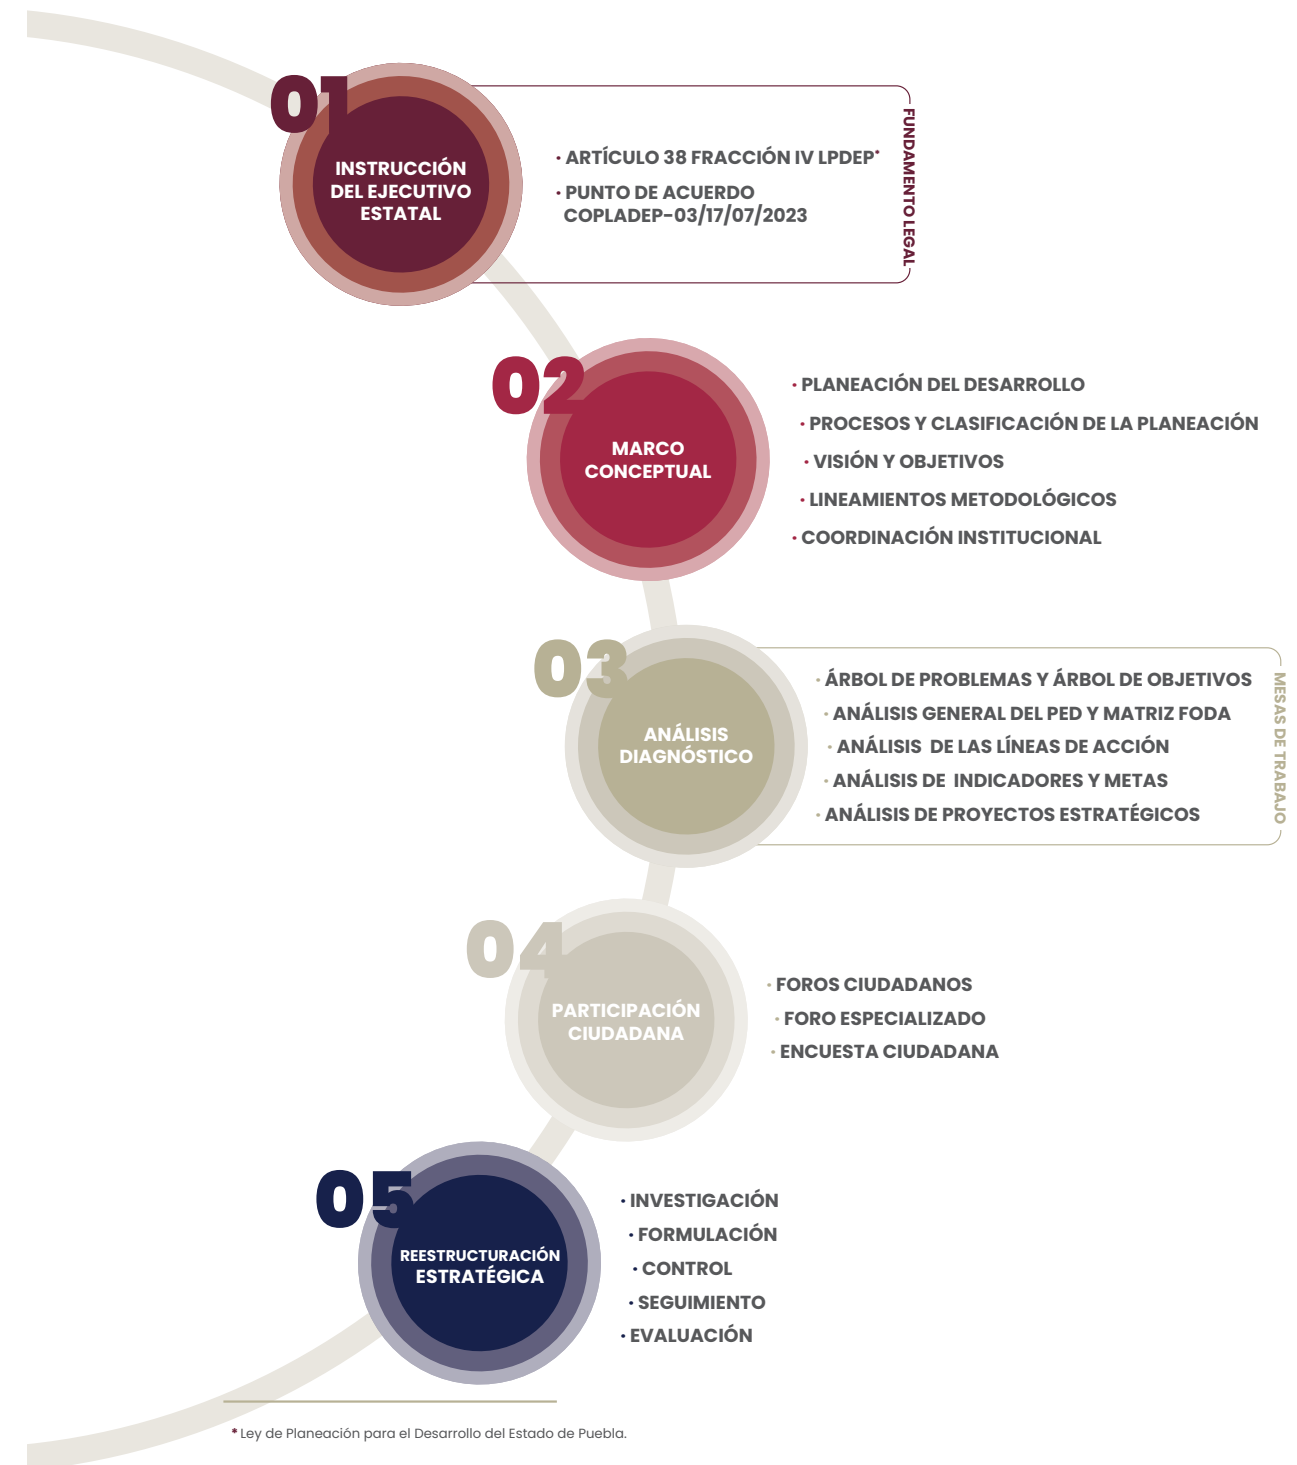 01
INSTRUCCIÓN
DEL EJECUTIVO
ESTATAL
· ARTÍCULO 38 FRACCIÓN IV LPDEP*
· PUNTO DE ACUERDO
COPLADEP-03/17/07/2023
FUNDAMENTO LEGAL
02
MARCO
CONCEPTUAL
· PLANEACIÓN DEL DESARROLLO
· PROCESOS Y CLASIFICACIÓN DE LA PLANEACIÓN
· VISIÓN Y OBJETIVOS
· LINEAMIENTOS METODOLÓGICOS
· COORDINACIÓN INSTITUCIONAL
03
ANÁLISIS
DIAGNÓSTICO
· ÁRBOL DE PROBLEMAS Y ÁRBOL DE OBJETIVOS
· ANÁLISIS GENERAL DEL PED Y MATRIZ FODA
· ANÁLISIS DE LAS LÍNEAS DE ACCIÓN
· ANÁLISIS DE INDICADORES Y METAS
· ANÁLISIS DE PROYECTOS ESTRATÉGICOS
MESAS DE TRABAJO
04
PARTICIPACIÓN
CIUDADANA
· FOROS CIUDADANOS
· FORO ESPECIALIZADO
· ENCUESTA CIUDADANA
05
REESTRUCTURACIÓN
ESTRATÉGICA
· INVESTIGACIÓN
· FORMULACIÓN
· CONTROL
· SEGUIMIENTO
· EVALUACIÓN
* Ley de Planeación para el Desarrollo del Estado de Puebla.